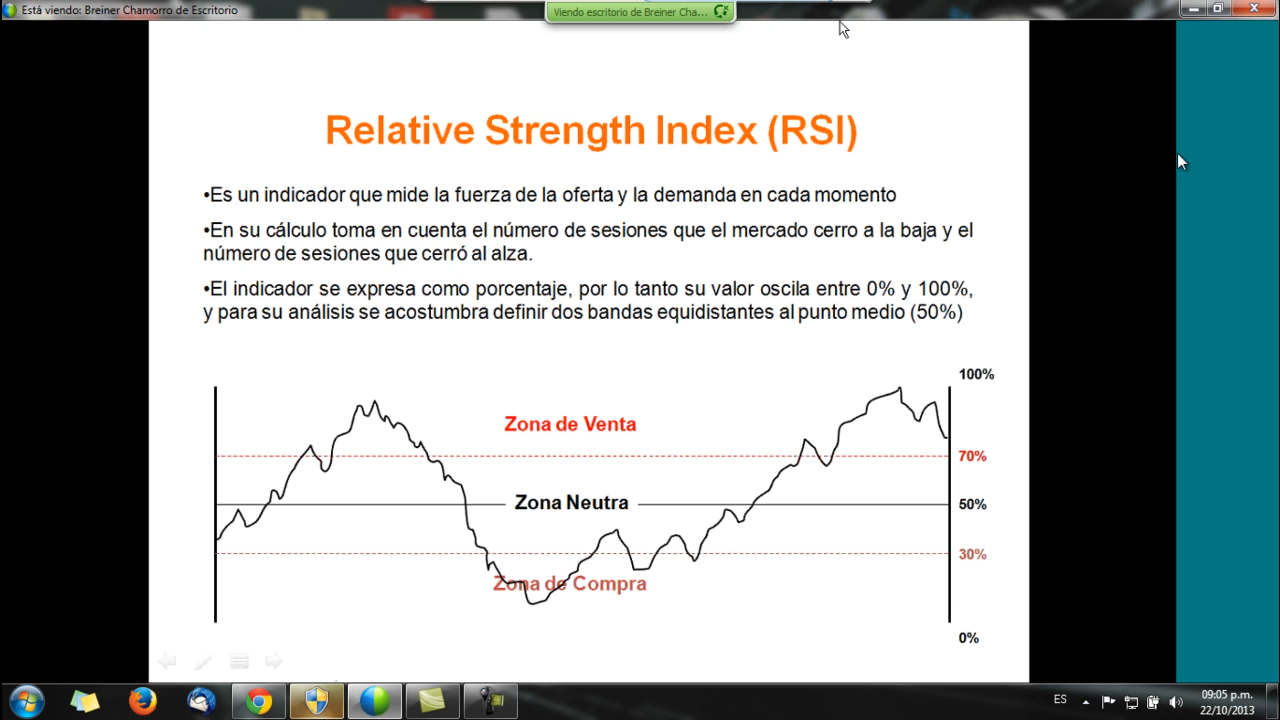 Está viendo: Breiner Chamorro de Escritorio
Viendo escritorio de Breiner Cha...
Relative Strength Index (RSI)
•Es un indicador que mide la fuerza de la oferta y la demanda en cada momento
•En su cálculo toma en cuenta el número de sesiones que el mercado cerro a la baja y el
número de sesiones que cerró al alza.
•El indicador se expresa como porcentaje, por lo tanto su valor oscila entre 0% y 100%,
y para su análisis se acostumbra definir dos bandas equidistantes al punto medio (50%)
100%
Zona de Venta
70%
Zona Neutra
50%
30%
Zona de Compra
0%
ES
09:05 p.m.
22/10/2013